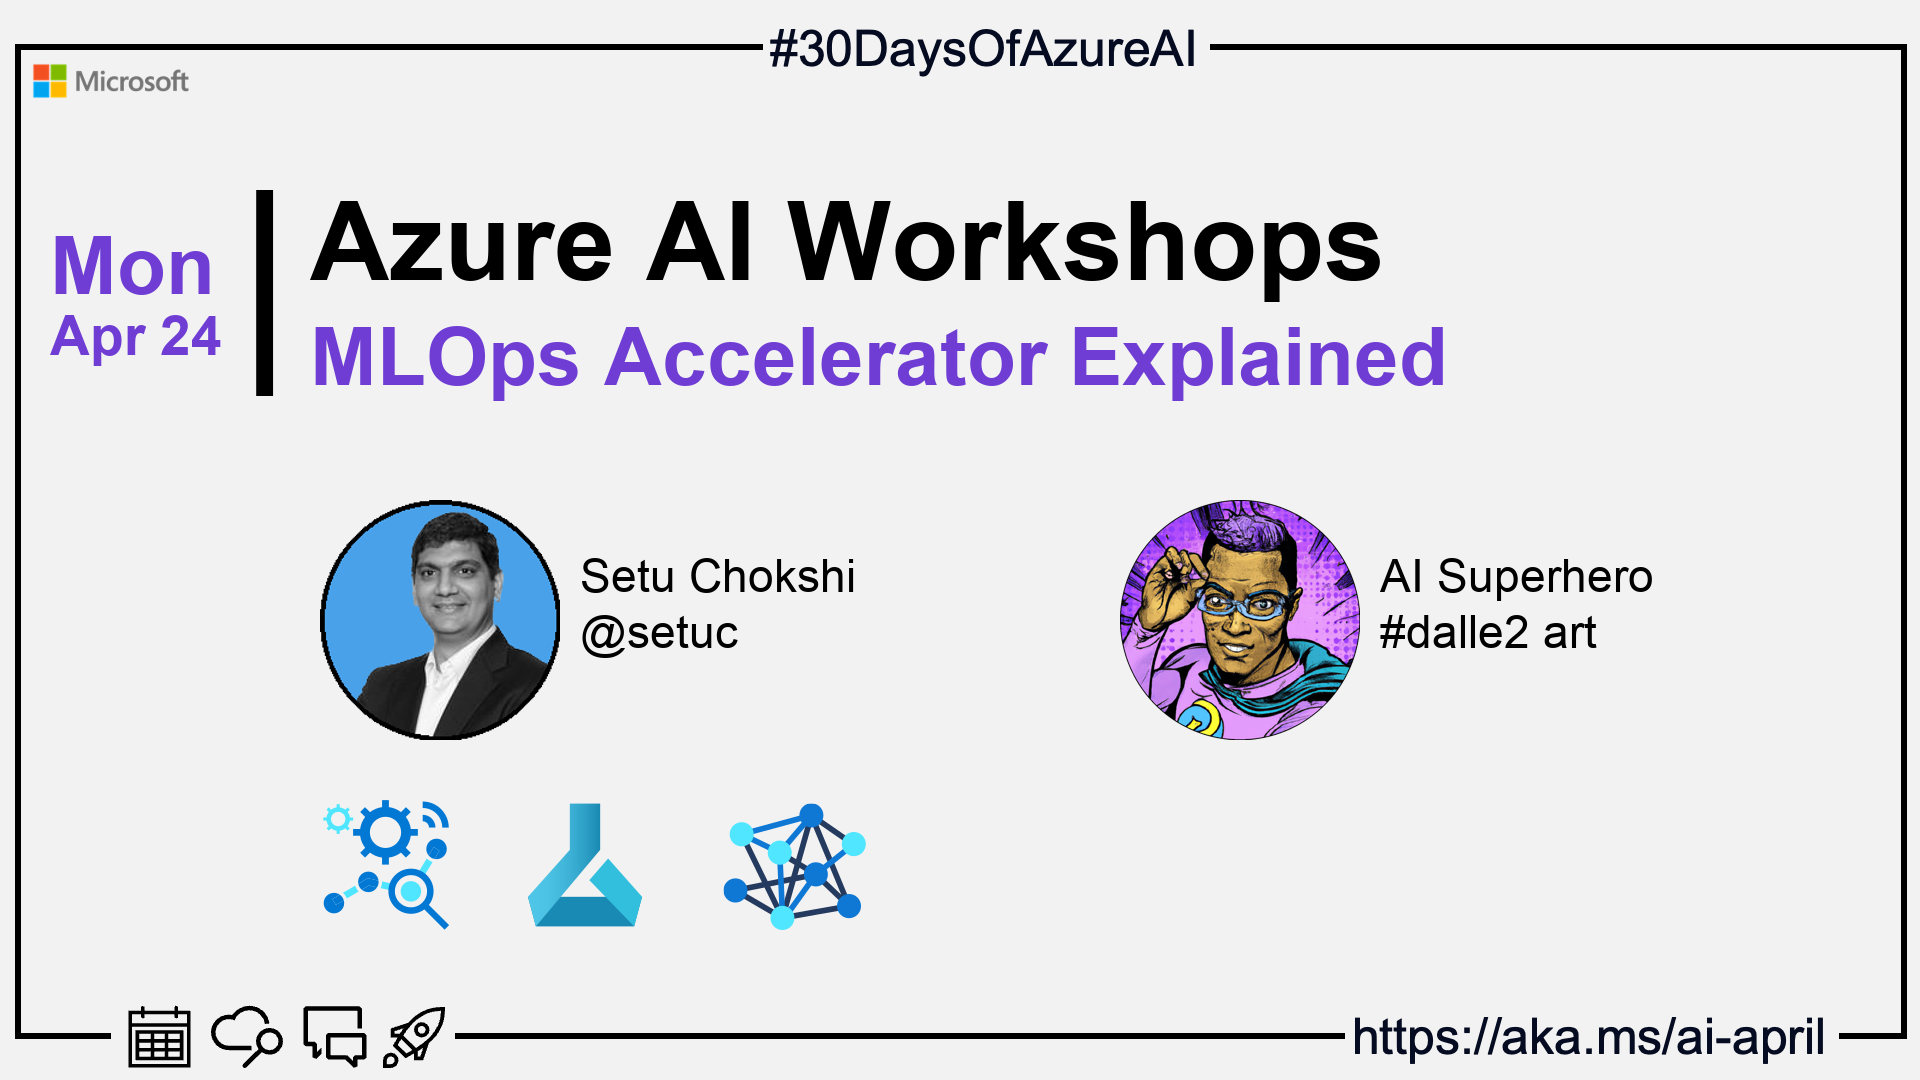 #30DaysOfAzureAI
Microsoft
Mon
Apr 24
Azure AI Workshops
MLOps Accelerator Explained
Setu Chokshi
@setuc
AI Superhero
#dalle2 art
https://aka.ms/ai-april